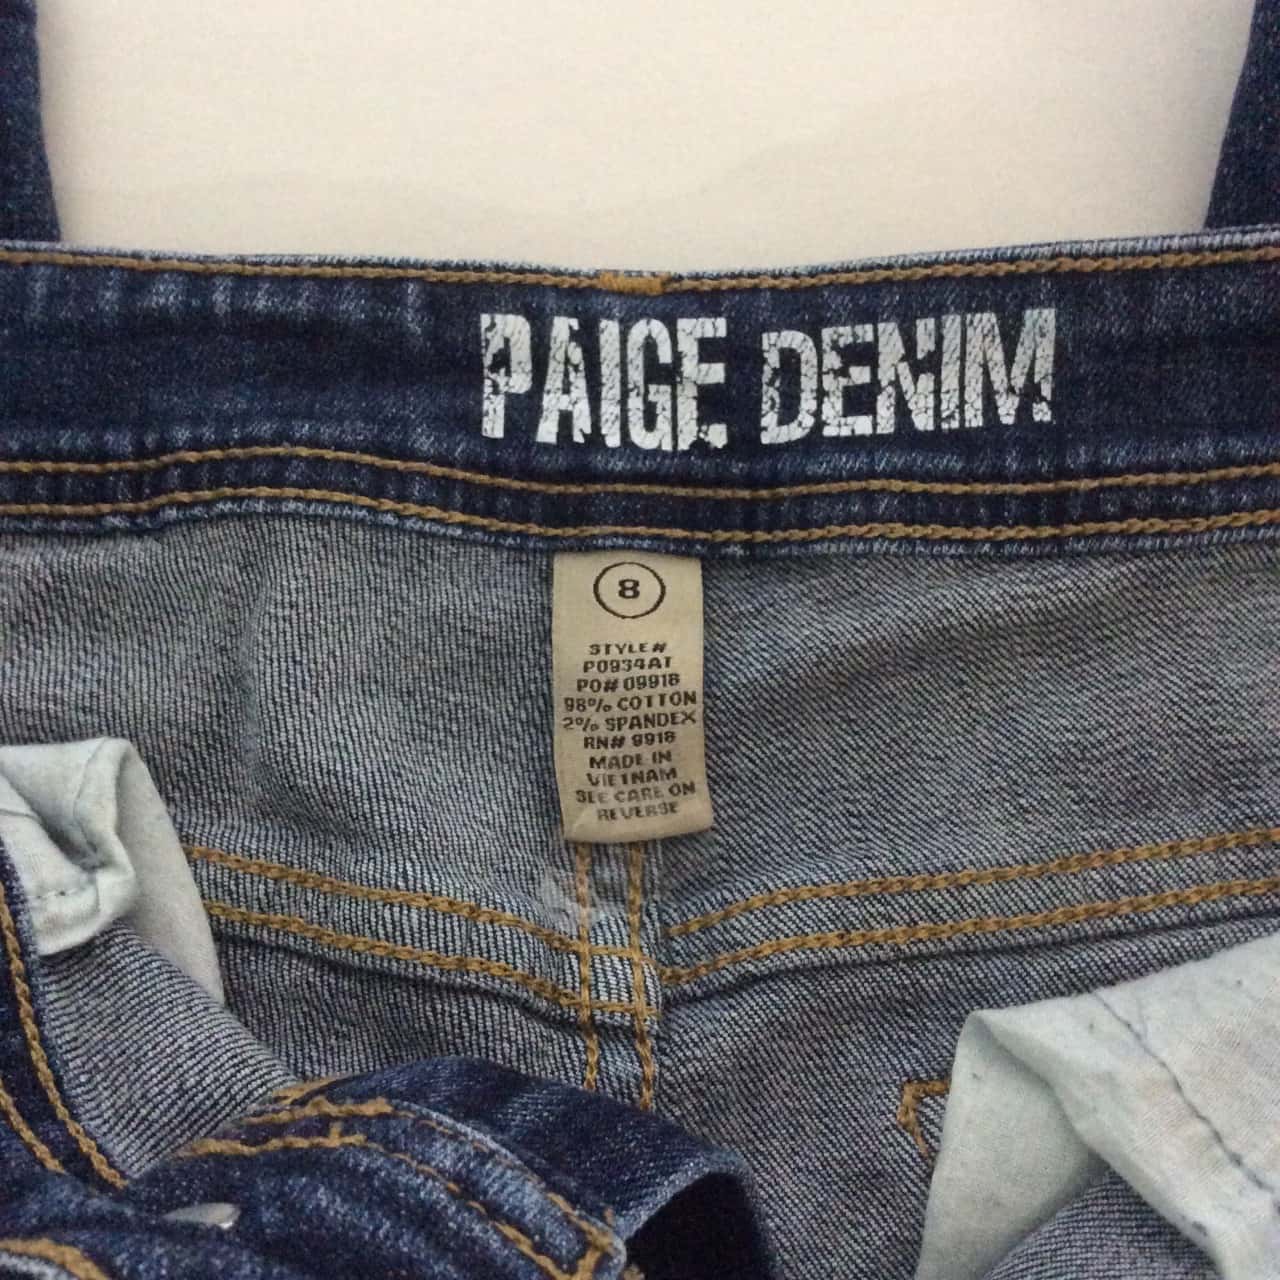 PAIGE DENIM
8
STYLE#
P0934AT
PO# 09918
98% COTTON
2% SPANDEX
RN# 9918
MADE IN
VIETNAM
SEE CARE ON
REVERSE